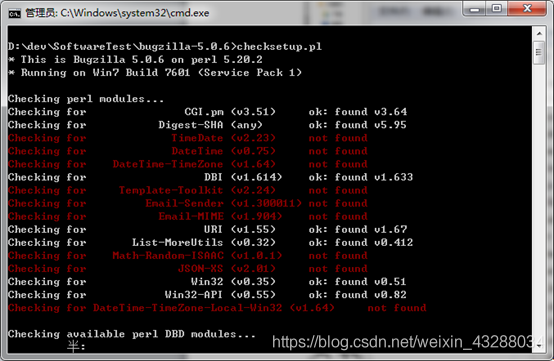 管理员: C:\Windows\system32\cmd.exe
D:\dev\SoftwareTest\bugzilla-5.0.6>checksetup.pl
* This is Bugzilla 5.0.6 on perl 5.20.2
* Running on Win7 Build 7601 (Service Pack 1)
Checking perl modules...
Checking for CGI.pm (v3.51) ok: found v3.64
Checking for Digest-SHA (any) ok: found v5.95
Checking for TimeDate (v2.23) not found
Checking for DateTime (v0.75) not found
Checking for DateTime-TimeZone (v1.64) not found
Checking for DBI (v1.614) ok: found v1.633
Checking for Template-Toolkit (v2.24) not found
Checking for Email-Sender (v1.300011) not found
Checking for Email-MIME (v1.904) not found
Checking for URI (v1.55) ok: found v1.67
Checking for List-MoreUtils (v0.32) ok: found v0.412
Checking for Math-Random-ISAAC (v1.0.1) not found
Checking for JSON-XS (v2.01) not found
Checking for Win32 (v0.35) ok: found v0.51
Checking for Win32-API (v0.55) ok: found v0.82
Checking for DateTime-TimeZone-Local-Win32 (v1.64) not found
Checking available perl DBD modules...
半:
https://blog.csdn.net/weixin_43288034